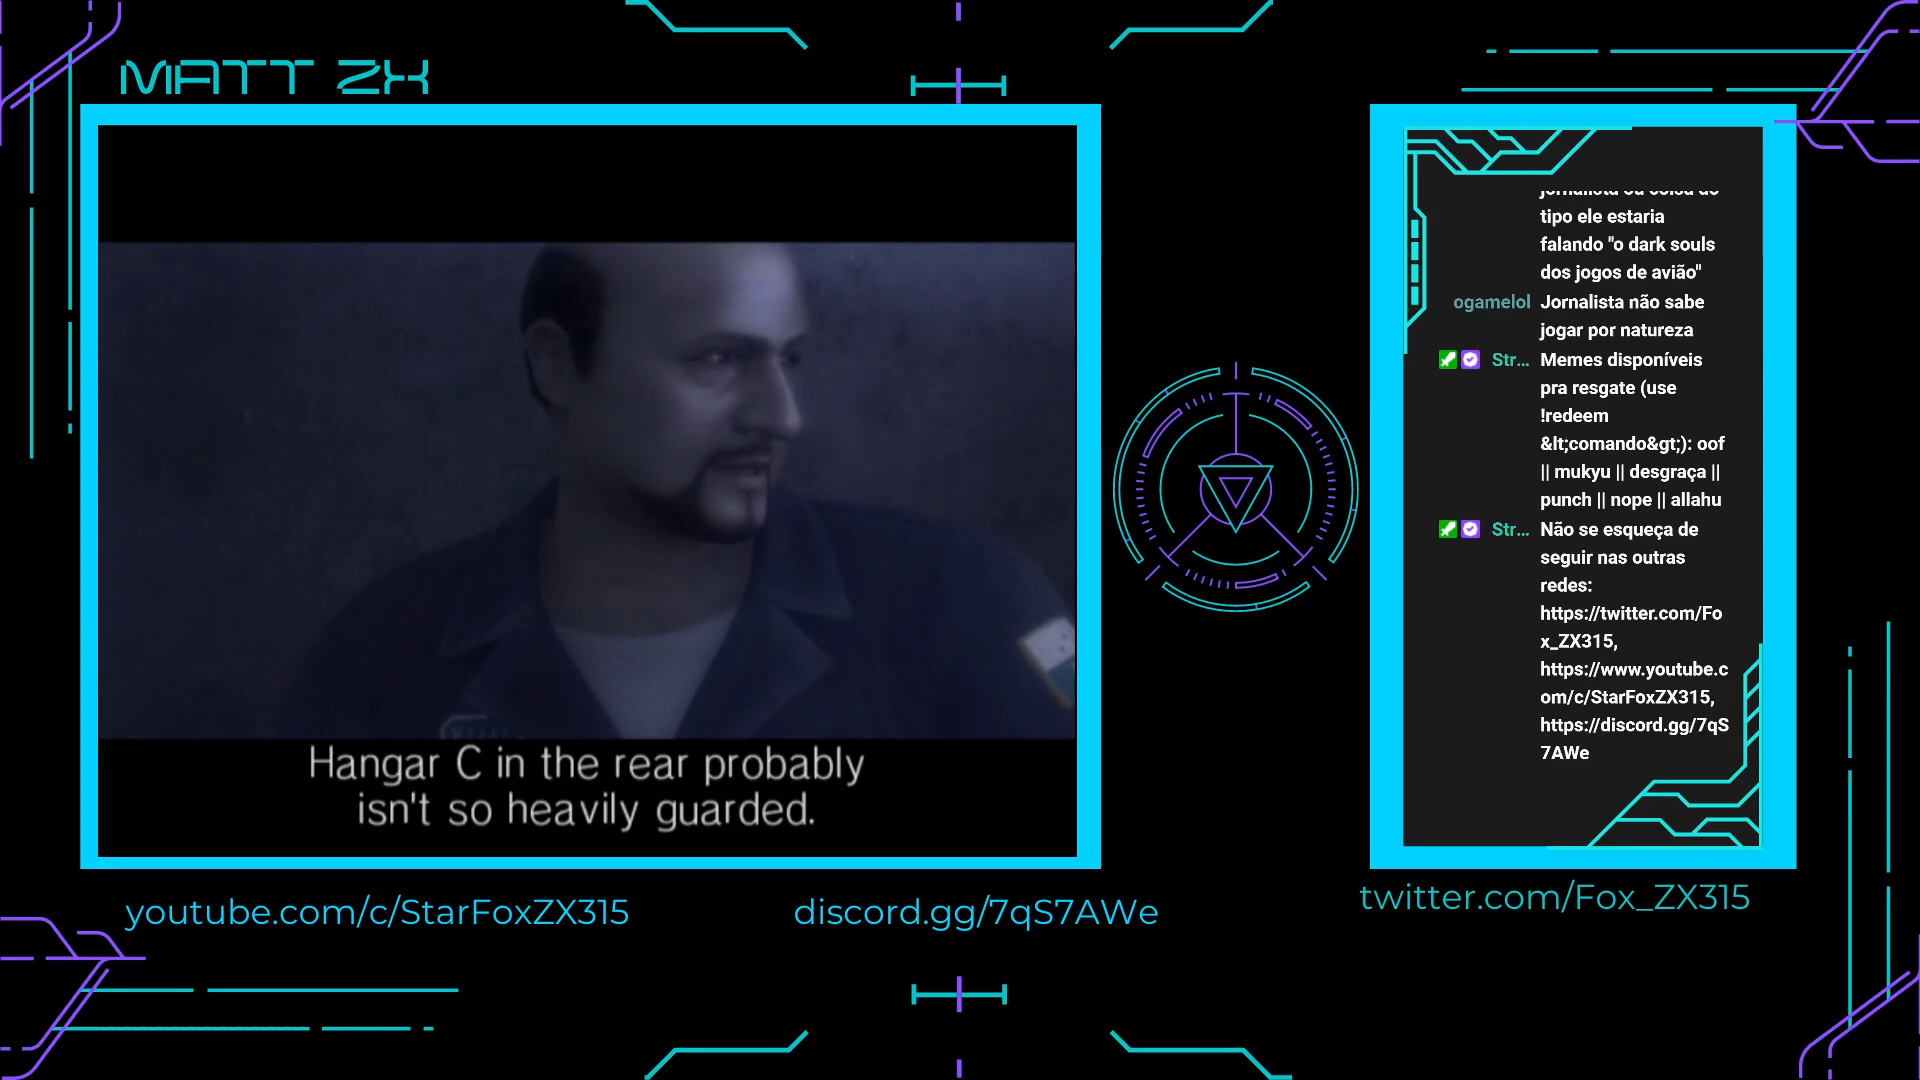 MATT ZX
Hangar C in the rear probably
isn't so heavily guarded.
tipo ele estaria
falando "o dark souls
dos jogos de avião"
ogamelol Jornalista não sabe
jogar por natureza
Str... Memes disponíveis
pra resgate (use
!redeem
&lt;comando&gt;): oof
|| mukyu || desgraça ||
punch || nope || allahu
Str... Não se esqueça de
seguir nas outras
redes:
https://twitter.com/Fo
x_ZX315,
https://www.youtube.c
om/c/StarFoxZX315,
https://discord.gg/7qS
7AWe
youtube.com/c/StarFoxZX315
discord.gg/7qS7AWe
twitter.com/Fox_ZX315